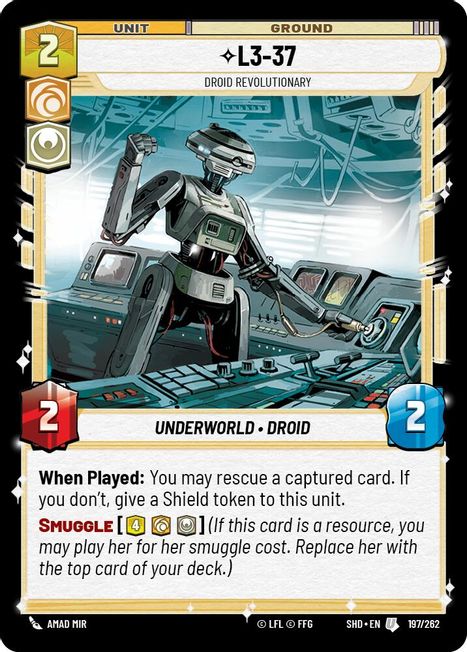 UNIT
GROUND
2
✧L3-37
DROID REVOLUTIONARY
2
2
UNDERWORLD • DROID
When Played: You may rescue a captured card. If
you don't, give a Shield token to this unit.
SMUGGLE [4] (If this card is a resource, you
may play her for her smuggle cost. Replace her with
the top card of your deck.)
AMAD MIR
© LFL © FFG
SHD • EN
U
197/262